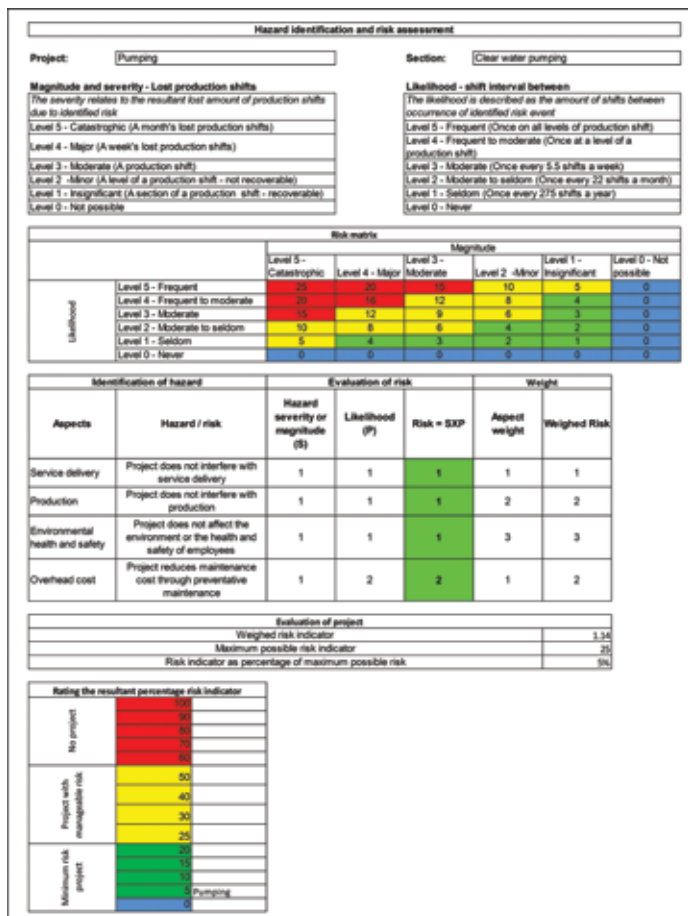 Hazard identification and risk assessment
Project: Pumping Section: Clear water pumping
Magnitude and severity - Lost production shifts
The severity relates to the resultant lost amount of production shifts
due to identified risk
Level 5 - Catastrophic (A month's lost production shifts)
Level 4 - Major (A week's lost production shifts)
Level 3 - Moderate (A production shift)
Level 2 -Minor (A level of a production shift - not recoverable)
Level 1 - Insignificant (A section of a production shift - recoverable)
Level 0 - Not possible
Likelihood - shift interval between
The likelihood is described as the amount of shifts between
occurrence of identified risk event
Level 5 - Frequent (Once on all levels of production shift)
Level 4 - Frequent to moderate (Once at a level of a
production shift)
Level 3 - Moderate (Once every 5.5 shifts a week)
Level 2 - Moderate to seldom (Once every 22 shifts a month)
Level 1 - Seldom (Once every 275 shifts a year)
Level 0 - Never
Risk matrix
Magnitude
Level 5 - Catastrophic Level 4 - Major Level 3 - Moderate Level 2 -Minor Level 1 - Insignificant Level 0 - Not possible
Likelihood
Level 5 - Frequent 25 20 15 10 5 0
Level 4 - Frequent to moderate 20 16 12 8 4 0
Level 3 - Moderate 15 12 9 6 3 0
Level 2 - Moderate to seldom 10 8 6 4 2 0
Level 1 - Seldom 5 4 3 2 1 0
Level 0 - Never 0 0 0 0 0 0
Identification of hazard Evaluation of risk Weight
Aspects Hazard / risk Hazard severity or magnitude (S) Likelihood (P) Risk = SXP Aspect weight Weighed Risk
Service delivery Project does not interfere with service delivery 1 1 1 1 1
Production Project does not interfere with production 1 1 1 2 2
Environmental health and safety Project does not affect the environment or the health and safety of employees 1 1 1 3 3
Overhead cost Project reduces maintenance cost through preventative maintenance 1 2 2 1 2
Evaluation of project
Weighed risk indicator 1.14
Maximum possible risk indicator 25
Risk indicator as percentage of maximum possible risk 5%
Rating the resultant percentage risk indicator
No project
100
90
80
70
60
Project with manageable risk
50
40
30
25
Minimum risk project
20
15
10
5 Pumping
0